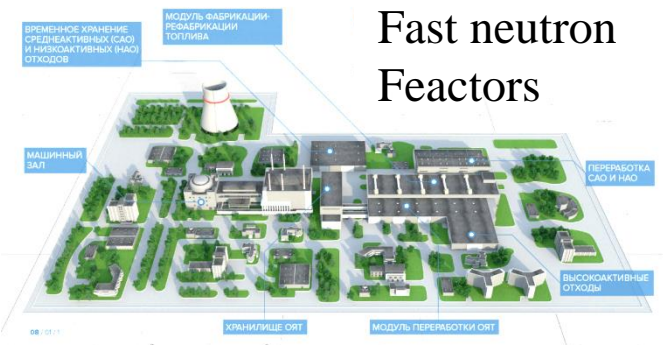 МОДУЛЬ ФАБРИКАЦИИ-
РЕФАБРИКАЦИИ
ТОПЛИВА
Fast neutron
Feactors
ВРЕМЕННОЕ ХРАНЕНИЕ
СРЕДНЕАКТИВНЫХ (САО)
И НИЗКОАКТИВНЫХ (НАО)
ОТХОДОВ
МАШИННЫЙ
ЗАЛ
ПЕРЕРАБОТКА
САО И НАО
ВЫСОКОАКТИВНЫЕ
ОТХОДЫ
ХРАНИЛИЩЕ ОЯТ
МОДУЛЬ ПЕРЕРАБОТКИ ОЯТ